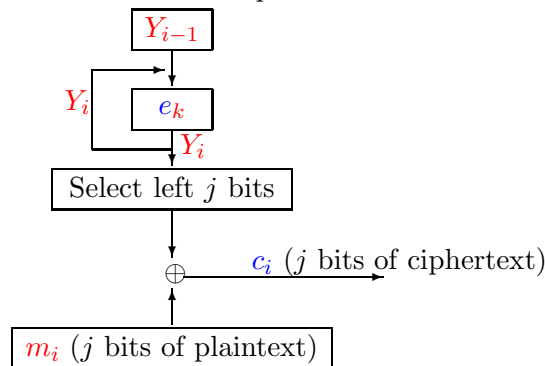 Y_{i−1}
Y_i
e_k
Y_i
Select left j bits
⊕
c_i (j bits of ciphertext)
m_i (j bits of plaintext)